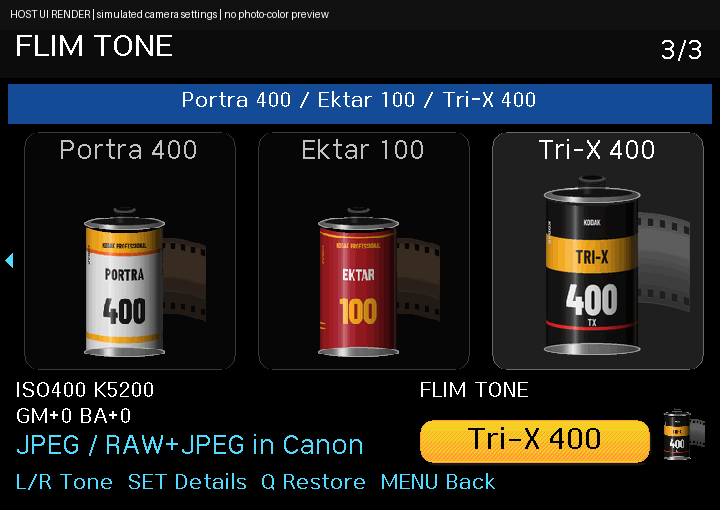 HOST UI RENDER | simulated camera settings | no photo-color preview
FLIM TONE
3/3
Portra 400 / Ektar 100 / Tri-X 400
Portra 400
Ektar 100
Tri-X 400
KODAK PROFESSIONAL
PORTRA
400
KODAK PROFESSIONAL
EKTAR
100
KODAK
TRI-X
400
TX
ISO400 K5200
FLIM TONE
GM+0 BA+0
JPEG / RAW+JPEG in Canon
Tri-X 400
TRI-X
400
L/R Tone SET Details Q Restore MENU Back